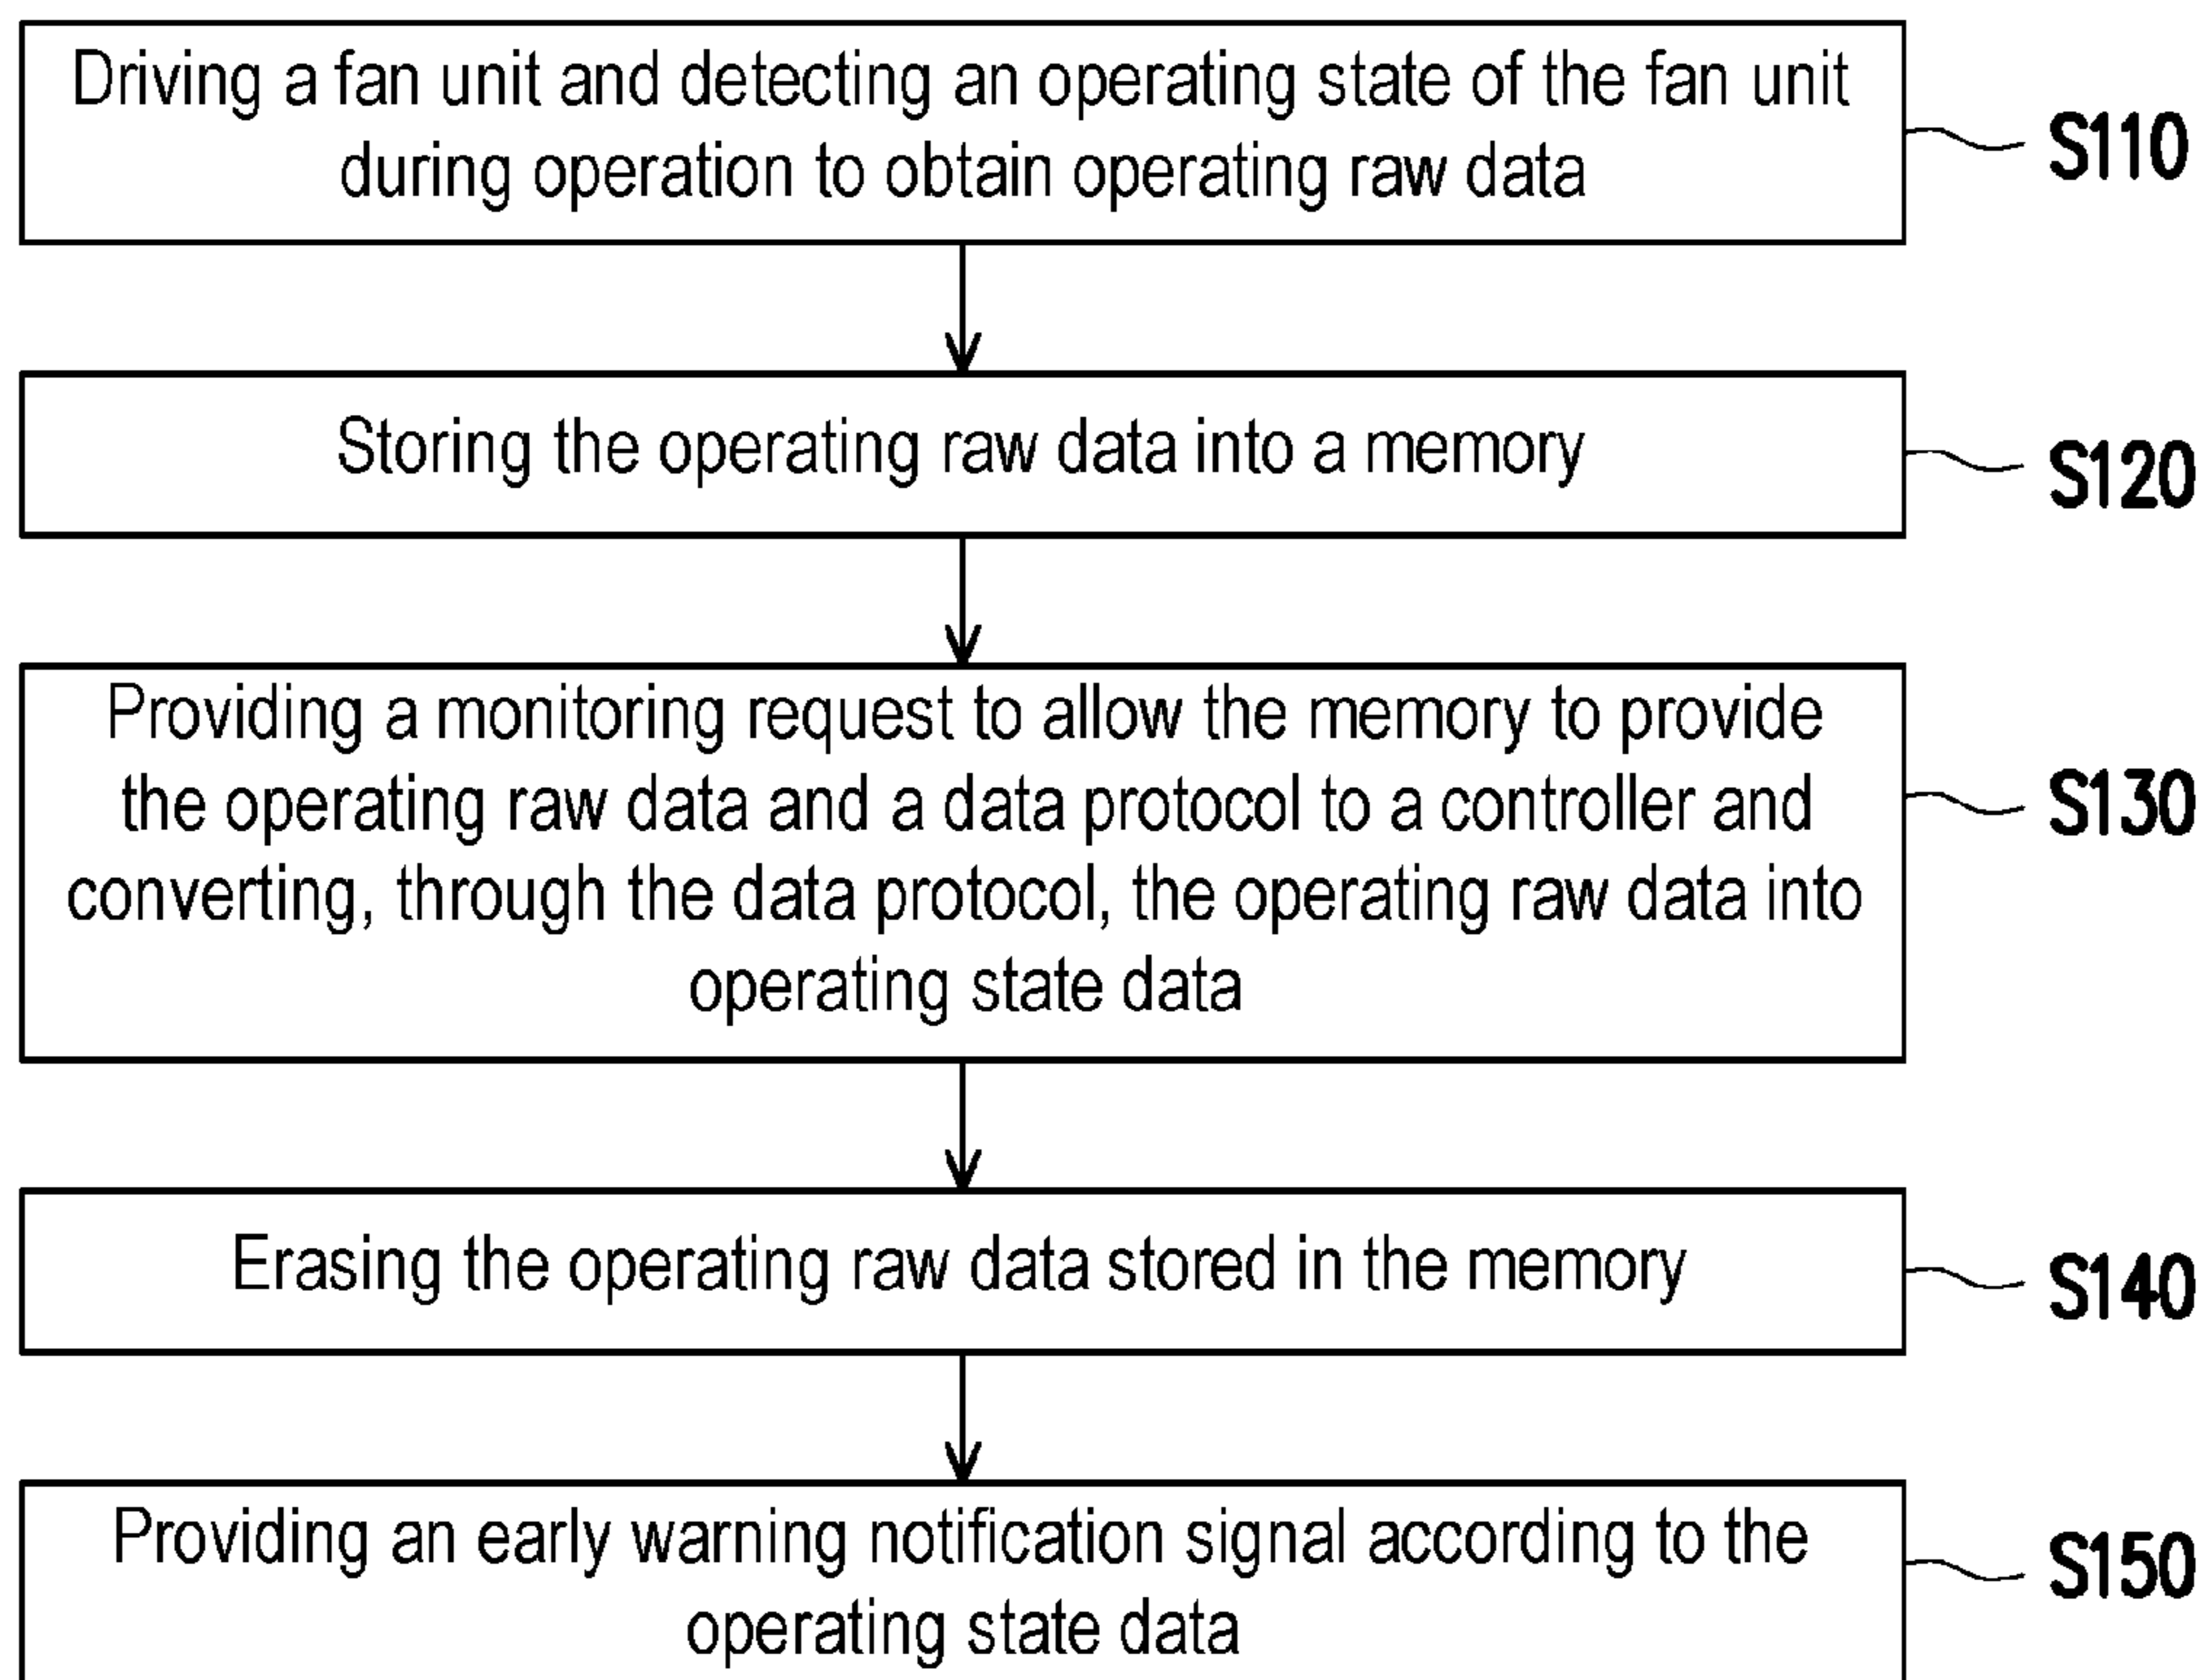 Driving a fan unit and detecting an operating state of the fan unit
during operation to obtain operating raw data
S110
Storing the operating raw data into a memory
S120
Providing a monitoring request to allow the memory to provide
the operating raw data and a data protocol to a controller and
converting, through the data protocol, the operating raw data into
operating state data
S130
Erasing the operating raw data stored in the memory
S140
Providing an early warning notification signal according to the
operating state data
S150